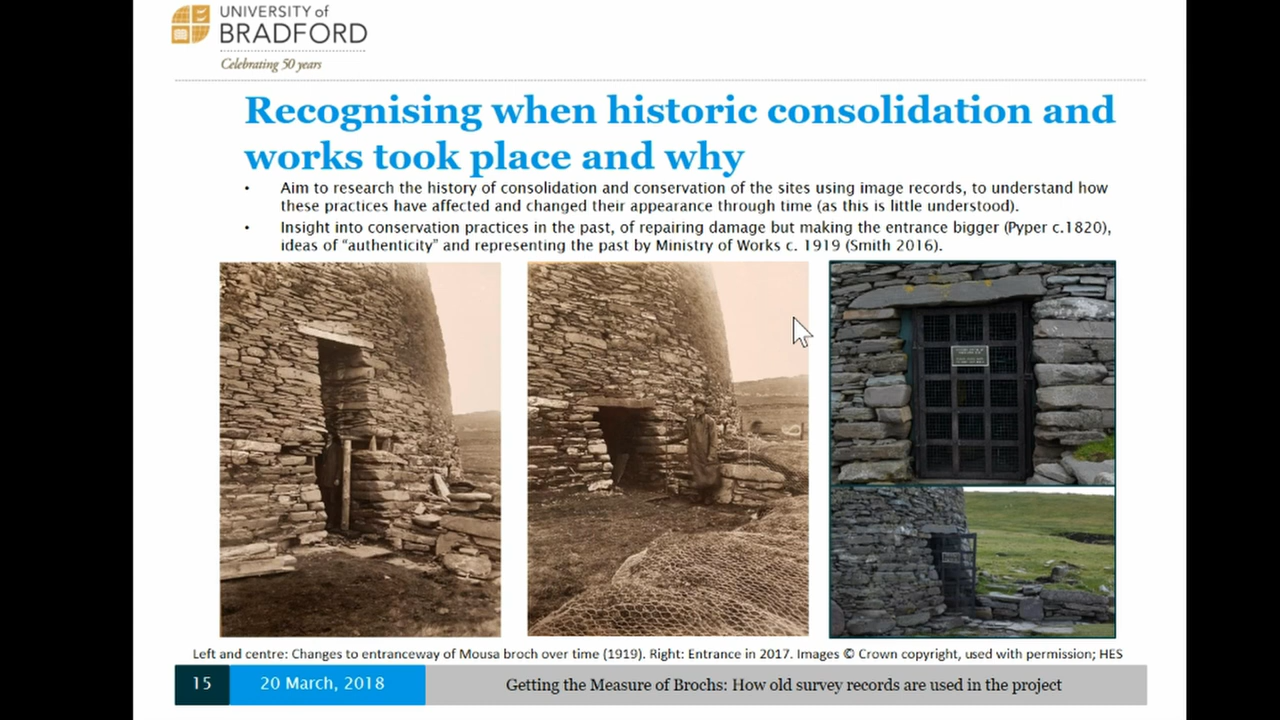 UNIVERSITY of
BRADFORD
Celebrating 50 years
Recognising when historic consolidation and
works took place and why
• Aim to research the history of consolidation and conservation of the sites using image records, to understand how
these practices have affected and changed their appearance through time (as this is little understood).
• Insight into conservation practices in the past, of repairing damage but making the entrance bigger (Pyper c.1820),
ideas of “authenticity” and representing the past by Ministry of Works c. 1919 (Smith 2016).
Left and centre: Changes to entranceway of Mousa broch over time (1919). Right: Entrance in 2017. Images © Crown copyright, used with permission; HES
15
20 March, 2018
Getting the Measure of Brochs: How old survey records are used in the project